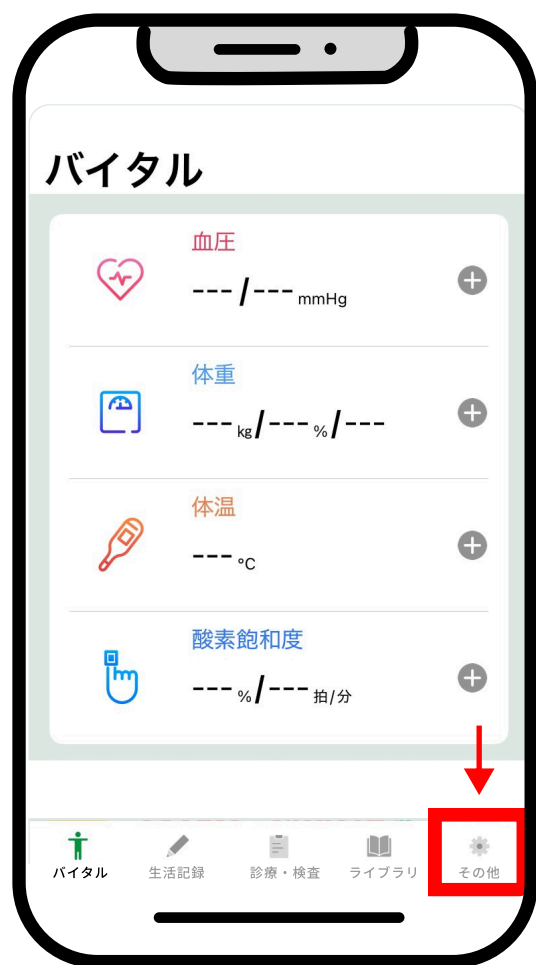 バイタル
血圧
--- / --- mmHg
体重
--- kg / --- % / ---
体温
--- °C
酸素飽和度
--- % / --- 拍/分
バイタル 生活記録 診療・検査 ライブラリ その他